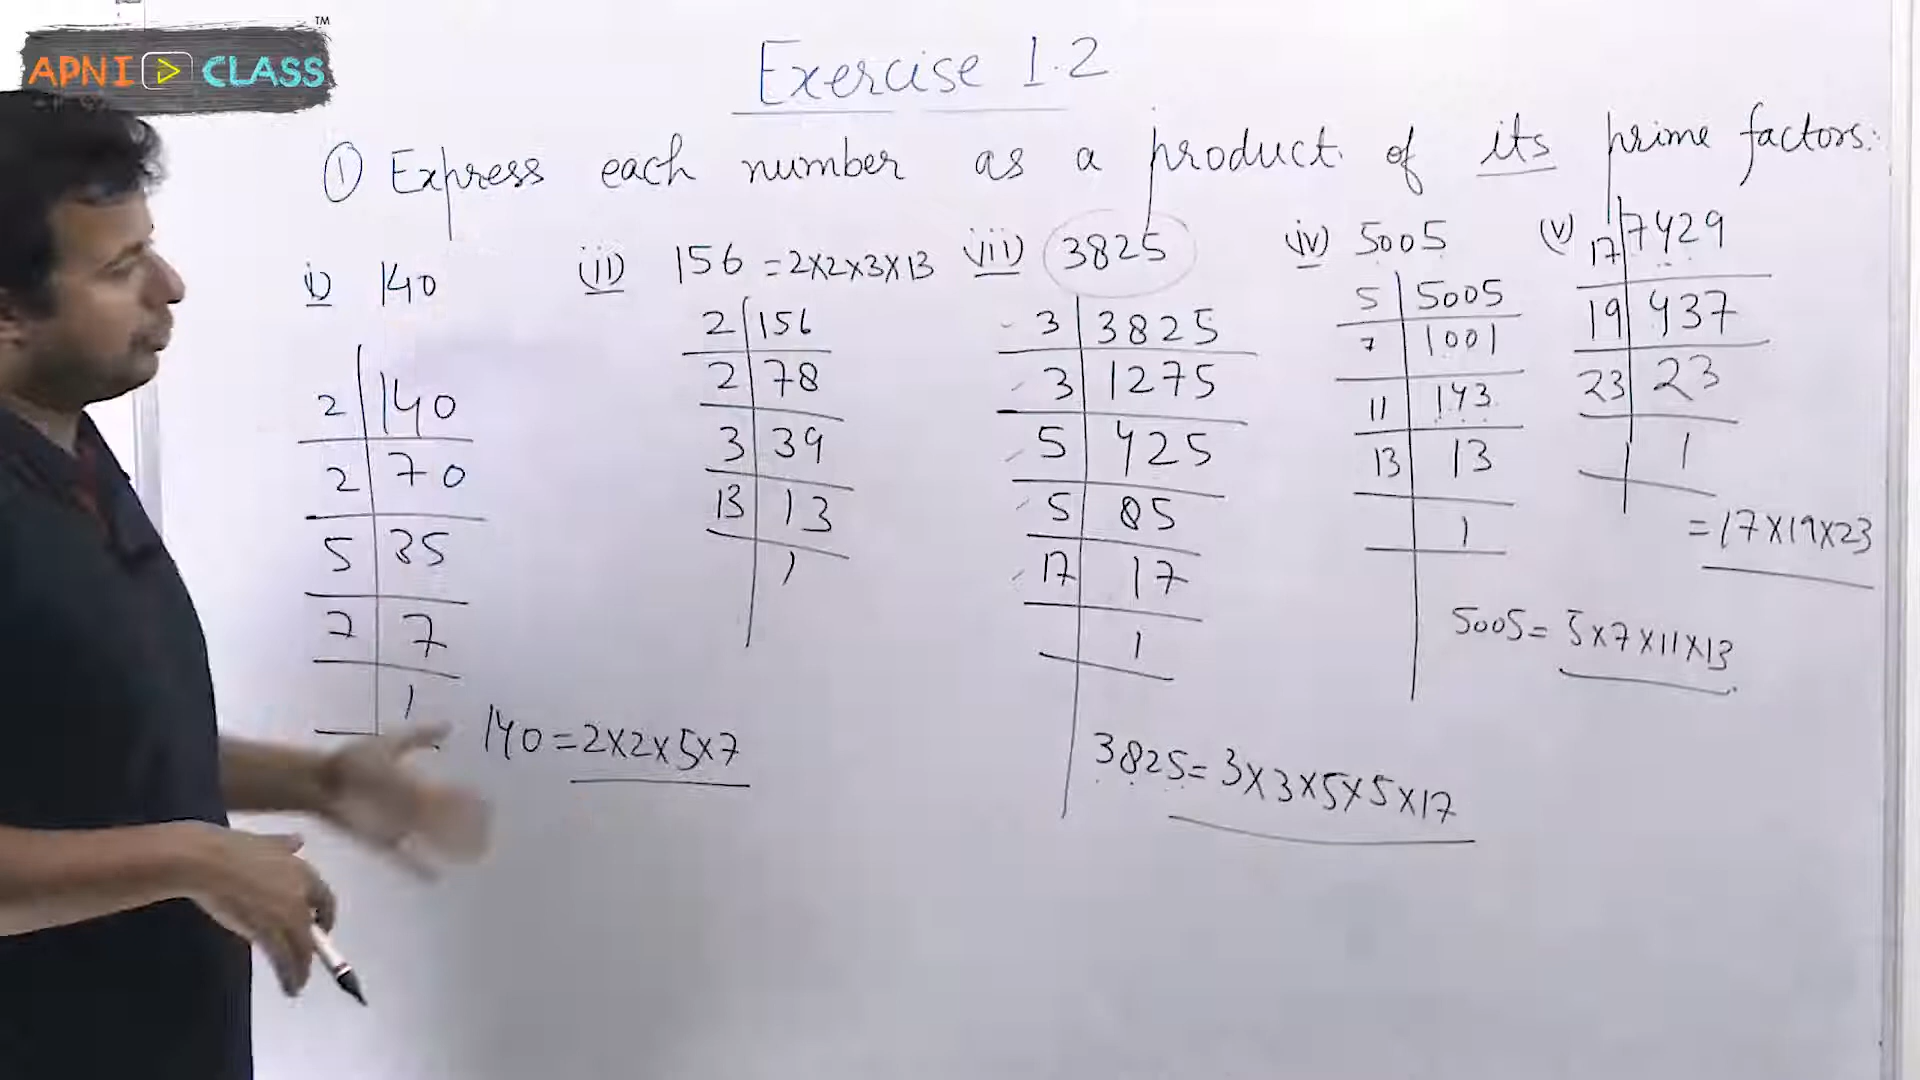 APNI CLASS TM
Exercise 1.2
① Express each number as a product of its prime factors:
i) 140
2 | 140
2 | 70
5 | 35
7 | 7
1
140 = 2x2x5x7
(ii) 156 = 2x2x3x13
2 | 156
2 | 78
3 | 39
13 | 13
1
(iii) 3825
3 | 3825
3 | 1275
5 | 425
5 | 85
17 | 17
1
3825 = 3x3x5x5x17
iv) 5005
5 | 5005
7 | 1001
11 | 143
13 | 13
1
5005 = 5x7x11x13
(v) 17 | 7429
19 | 437
23 | 23
1
= 17x19x23